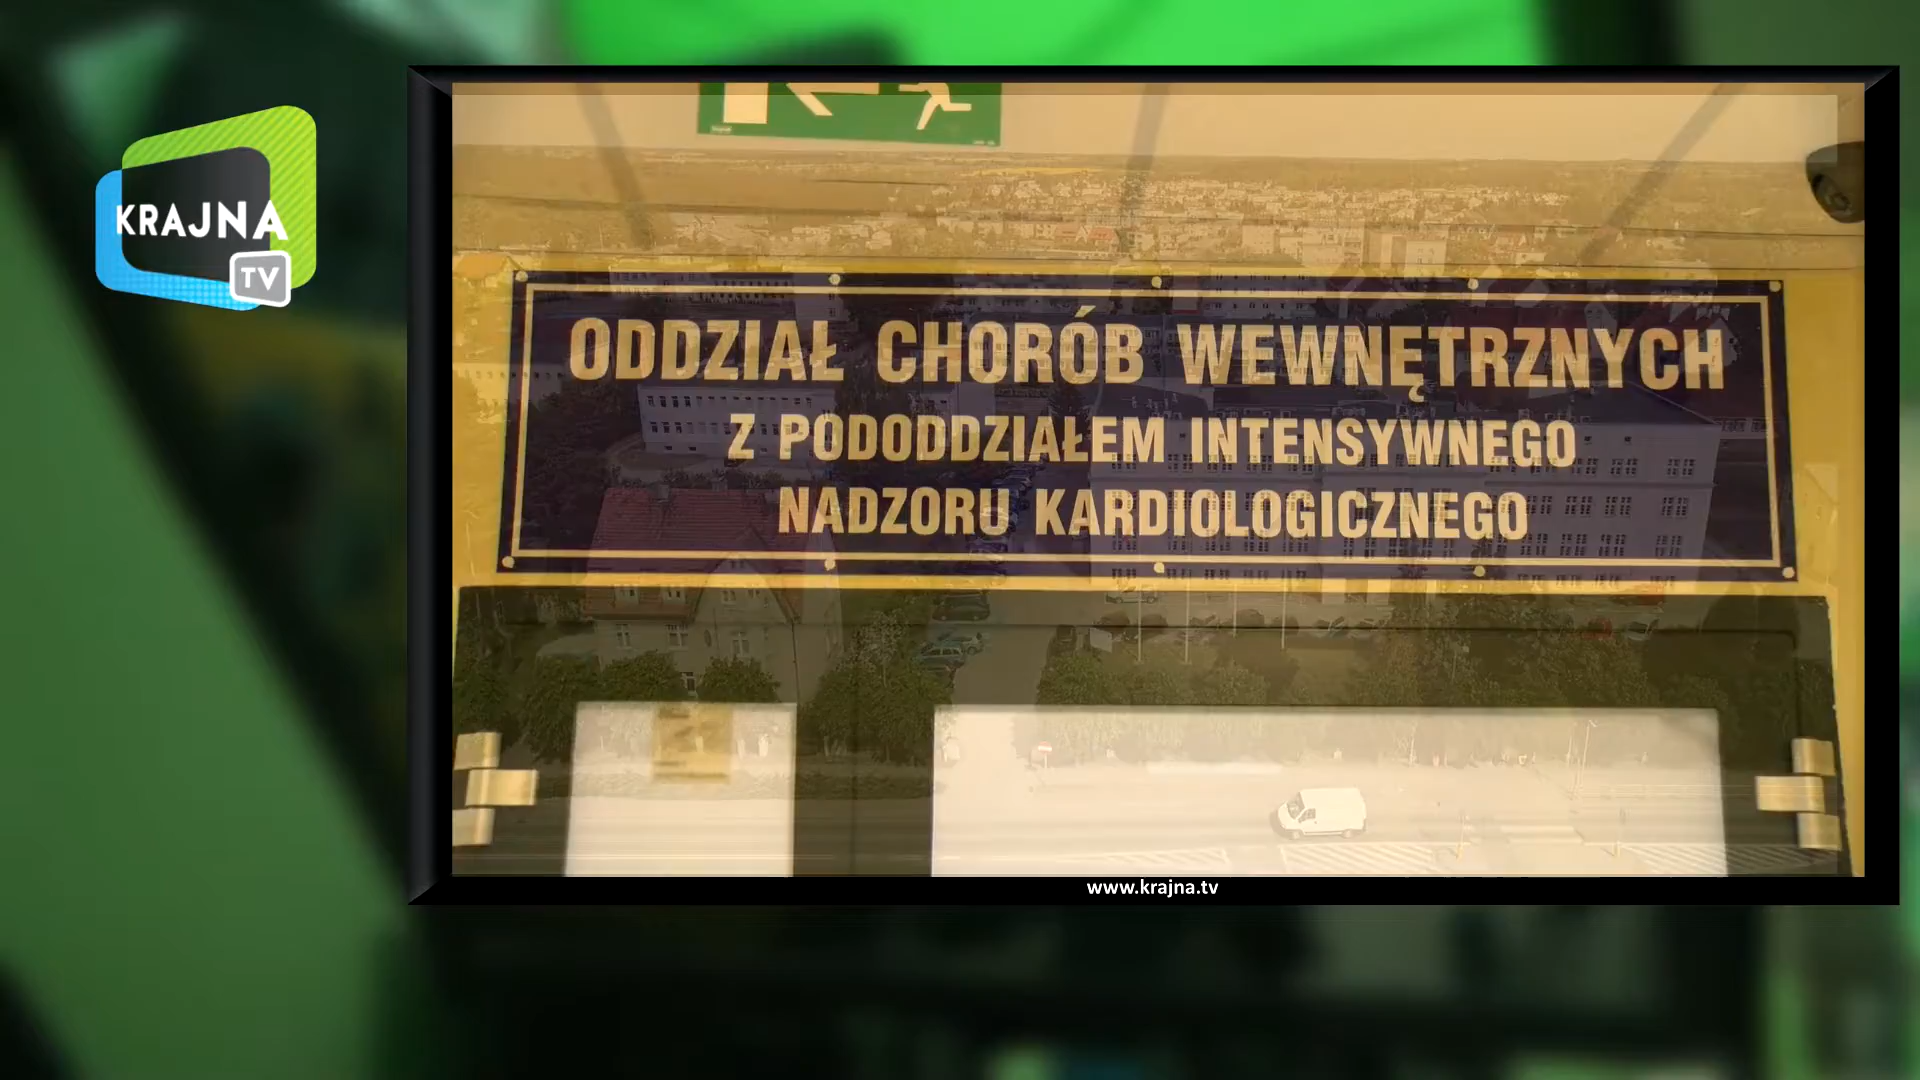 KRAJNA
TV
ODDZIAŁ CHORÓB WEWNĘTRZNYCH
Z PODODDZIAŁEM INTENSYWNEGO
NADZORU KARDIOLOGICZNEGO
www.krajna.tv